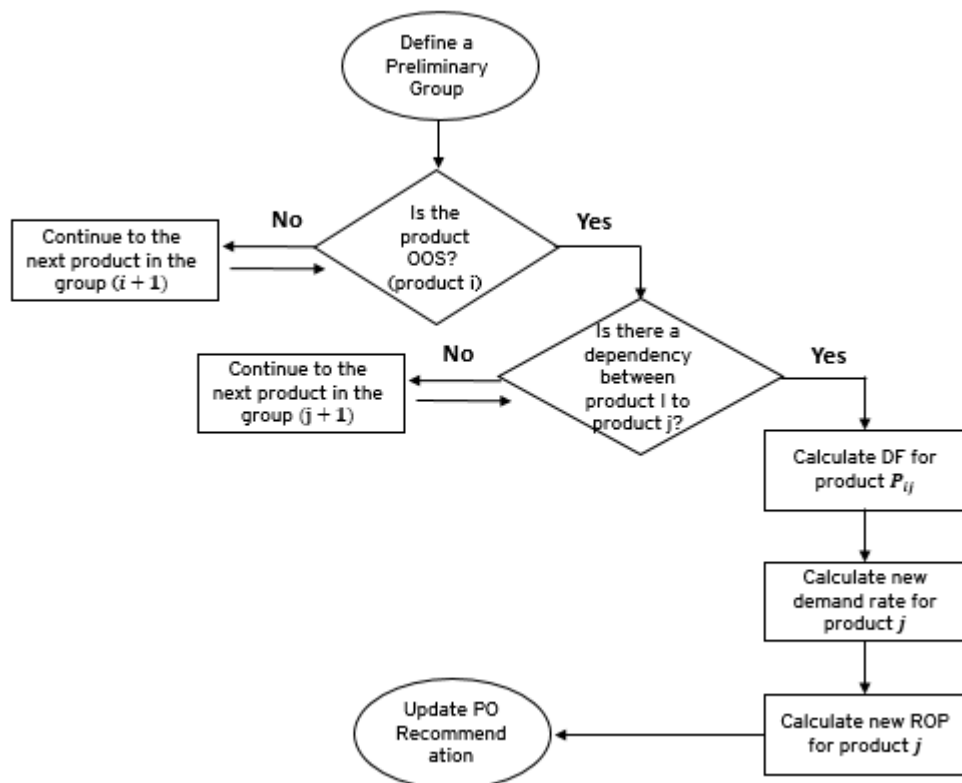 Define a
Preliminary
Group
No
Is the
product
OOS?
(product i)
Yes
Continue to the
next product in the
group (i + 1)
No
Is there a
dependency
between
product I to
product j?
Yes
Continue to the
next product in the
group (j + 1)
Calculate DF for
product Pij
Calculate new
demand rate for
product j
Update PO
Recommend
ation
Calculate new ROP
for product j